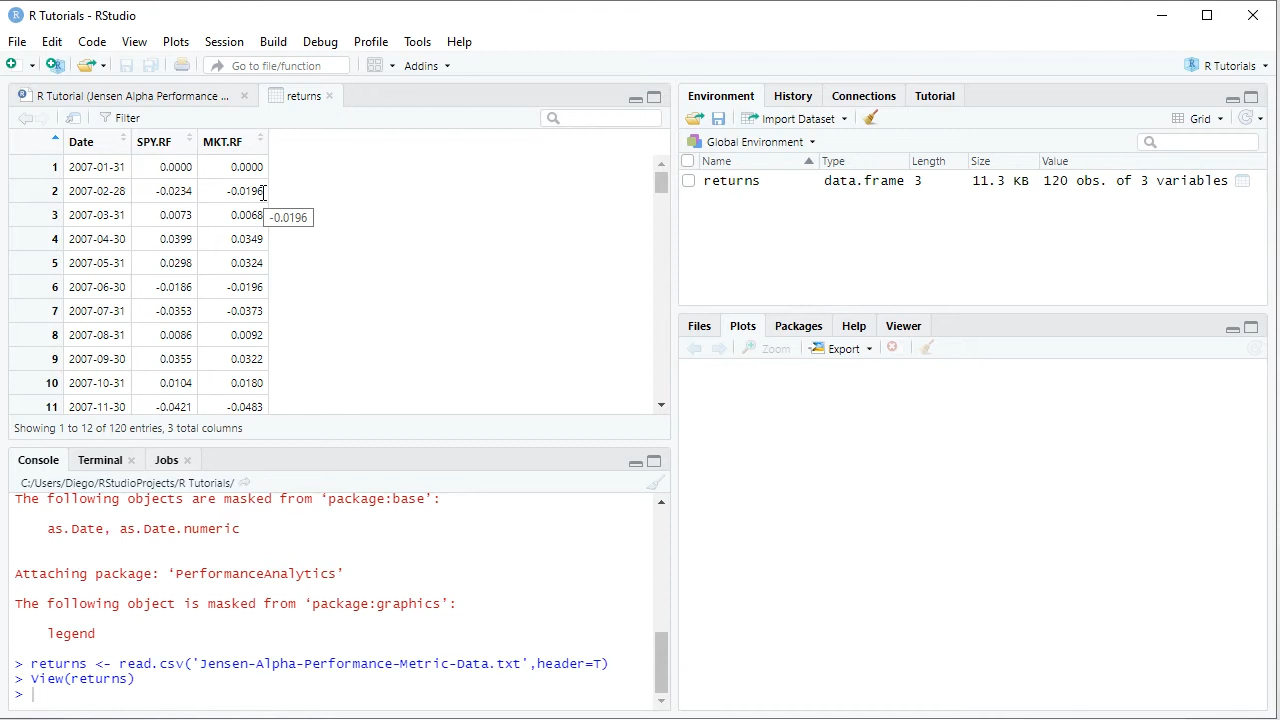 R Tutorials - RStudio
File Edit Code View Plots Session Build Debug Profile Tools Help
Go to file/function Addins R Tutorials
R Tutorial (Jensen Alpha Performance ... returns
Filter
Date SPY.RF MKT.RF
1 2007-01-31 0.0000 0.0000
2 2007-02-28 -0.0234 -0.0196
3 2007-03-31 0.0073 0.0068
-0.0196
4 2007-04-30 0.0399 0.0349
5 2007-05-31 0.0298 0.0324
6 2007-06-30 -0.0186 -0.0196
7 2007-07-31 -0.0353 -0.0373
8 2007-08-31 0.0086 0.0092
9 2007-09-30 0.0355 0.0322
10 2007-10-31 0.0104 0.0180
11 2007-11-30 -0.0421 -0.0483
Showing 1 to 12 of 120 entries, 3 total columns
Console Terminal Jobs
C:/Users/Diego/RStudioProjects/R Tutorials/
The following objects are masked from ‘package:base’:
as.Date, as.Date.numeric
Attaching package: ‘PerformanceAnalytics’
The following object is masked from ‘package:graphics’:
legend
> returns <- read.csv('Jensen-Alpha-Performance-Metric-Data.txt',header=T)
> View(returns)
>
Environment History Connections Tutorial
Import Dataset Grid
Global Environment
Name Type Length Size Value
returns data.frame 3 11.3 KB 120 obs. of 3 variables
Files Plots Packages Help Viewer
Zoom Export